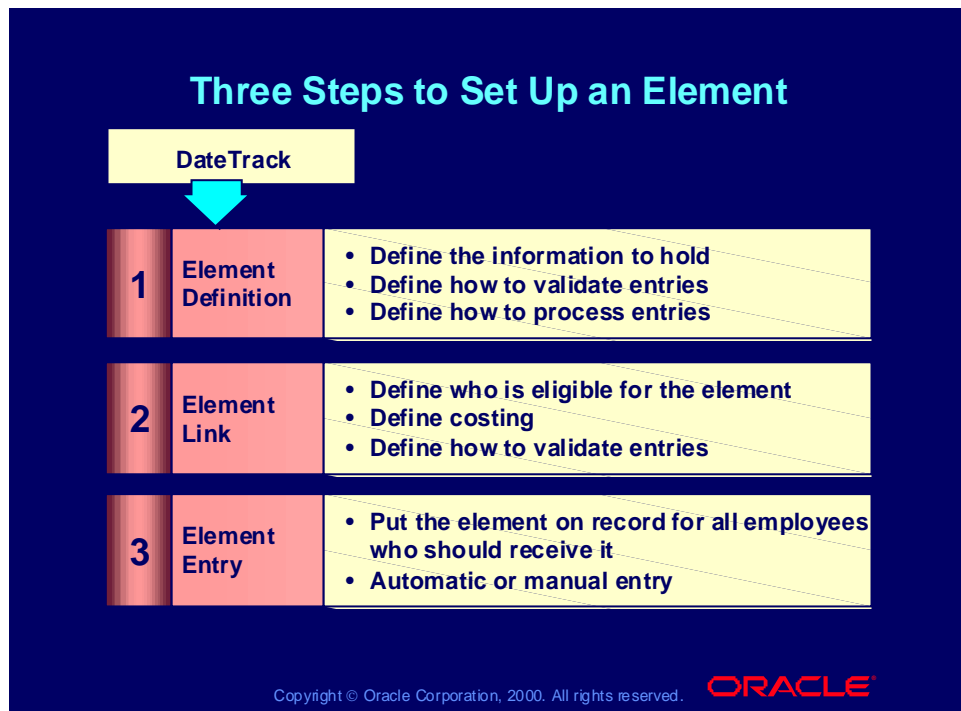 Three Steps to Set Up an Element
DateTrack
1
Element
Definition
• Define the information to hold
• Define how to validate entries
• Define how to process entries
2
Element
Link
• Define who is eligible for the element
• Define costing
• Define how to validate entries
3
Element
Entry
• Put the element on record for all employees
who should receive it
• Automatic or manual entry
Copyright © Oracle Corporation, 2000. All rights reserved.
ORACLE®